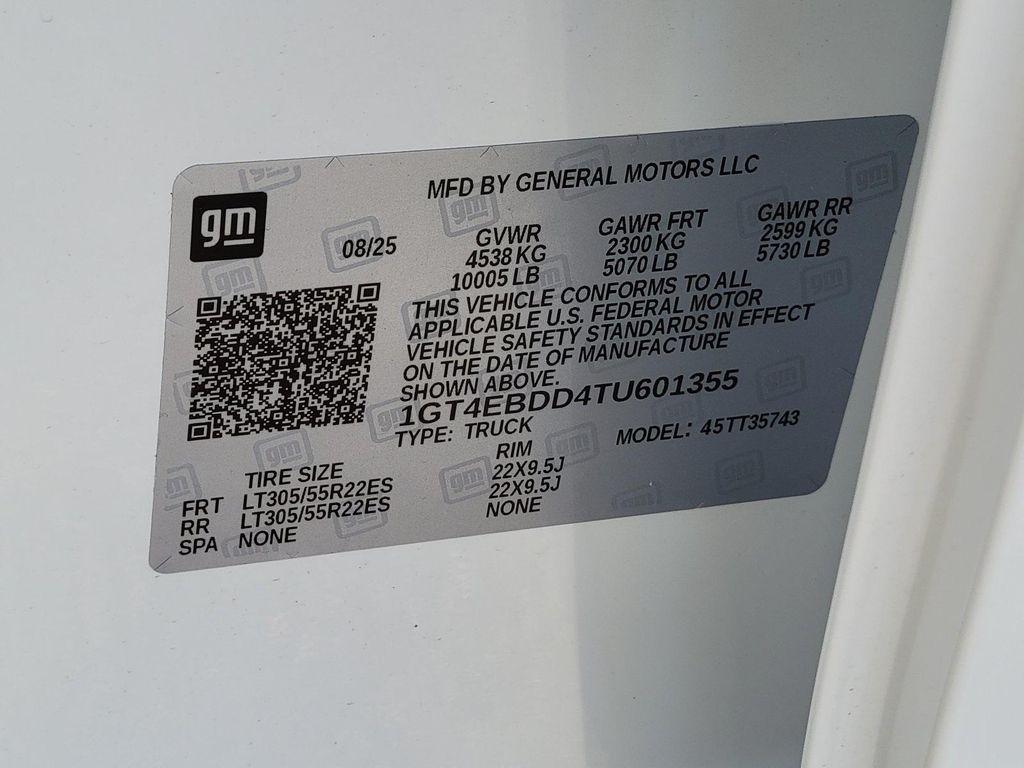 gm
MFD BY GENERAL MOTORS LLC
08/25
GVWR
4538 KG
10005 LB
GAWR FRT
2300 KG
5070 LB
GAWR RR
2599 KG
5730 LB
THIS VEHICLE CONFORMS TO ALL
APPLICABLE U.S. FEDERAL MOTOR
VEHICLE SAFETY STANDARDS IN EFFECT
ON THE DATE OF MANUFACTURE
SHOWN ABOVE.
1GT4EBDD4TU601355
TYPE: TRUCK
MODEL: 45TT35743
TIRE SIZE RIM
FRT LT305/55R22ES 22X9.5J
RR LT305/55R22ES 22X9.5J
SPA NONE NONE